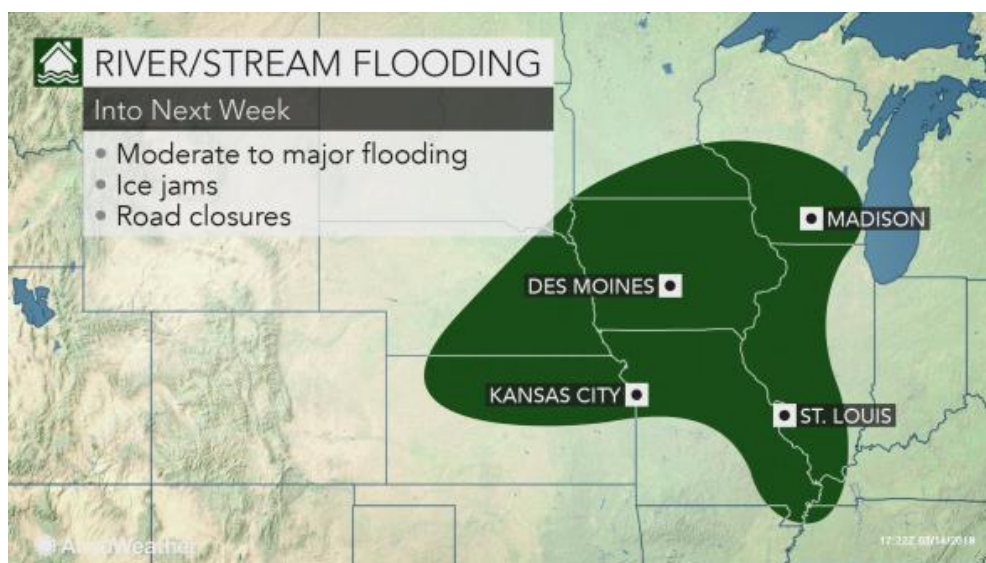 RIVER/STREAM FLOODING
Into Next Week
• Moderate to major flooding
• Ice jams
• Road closures
MADISON
DES MOINES
KANSAS CITY
ST. LOUIS
AccuWeather